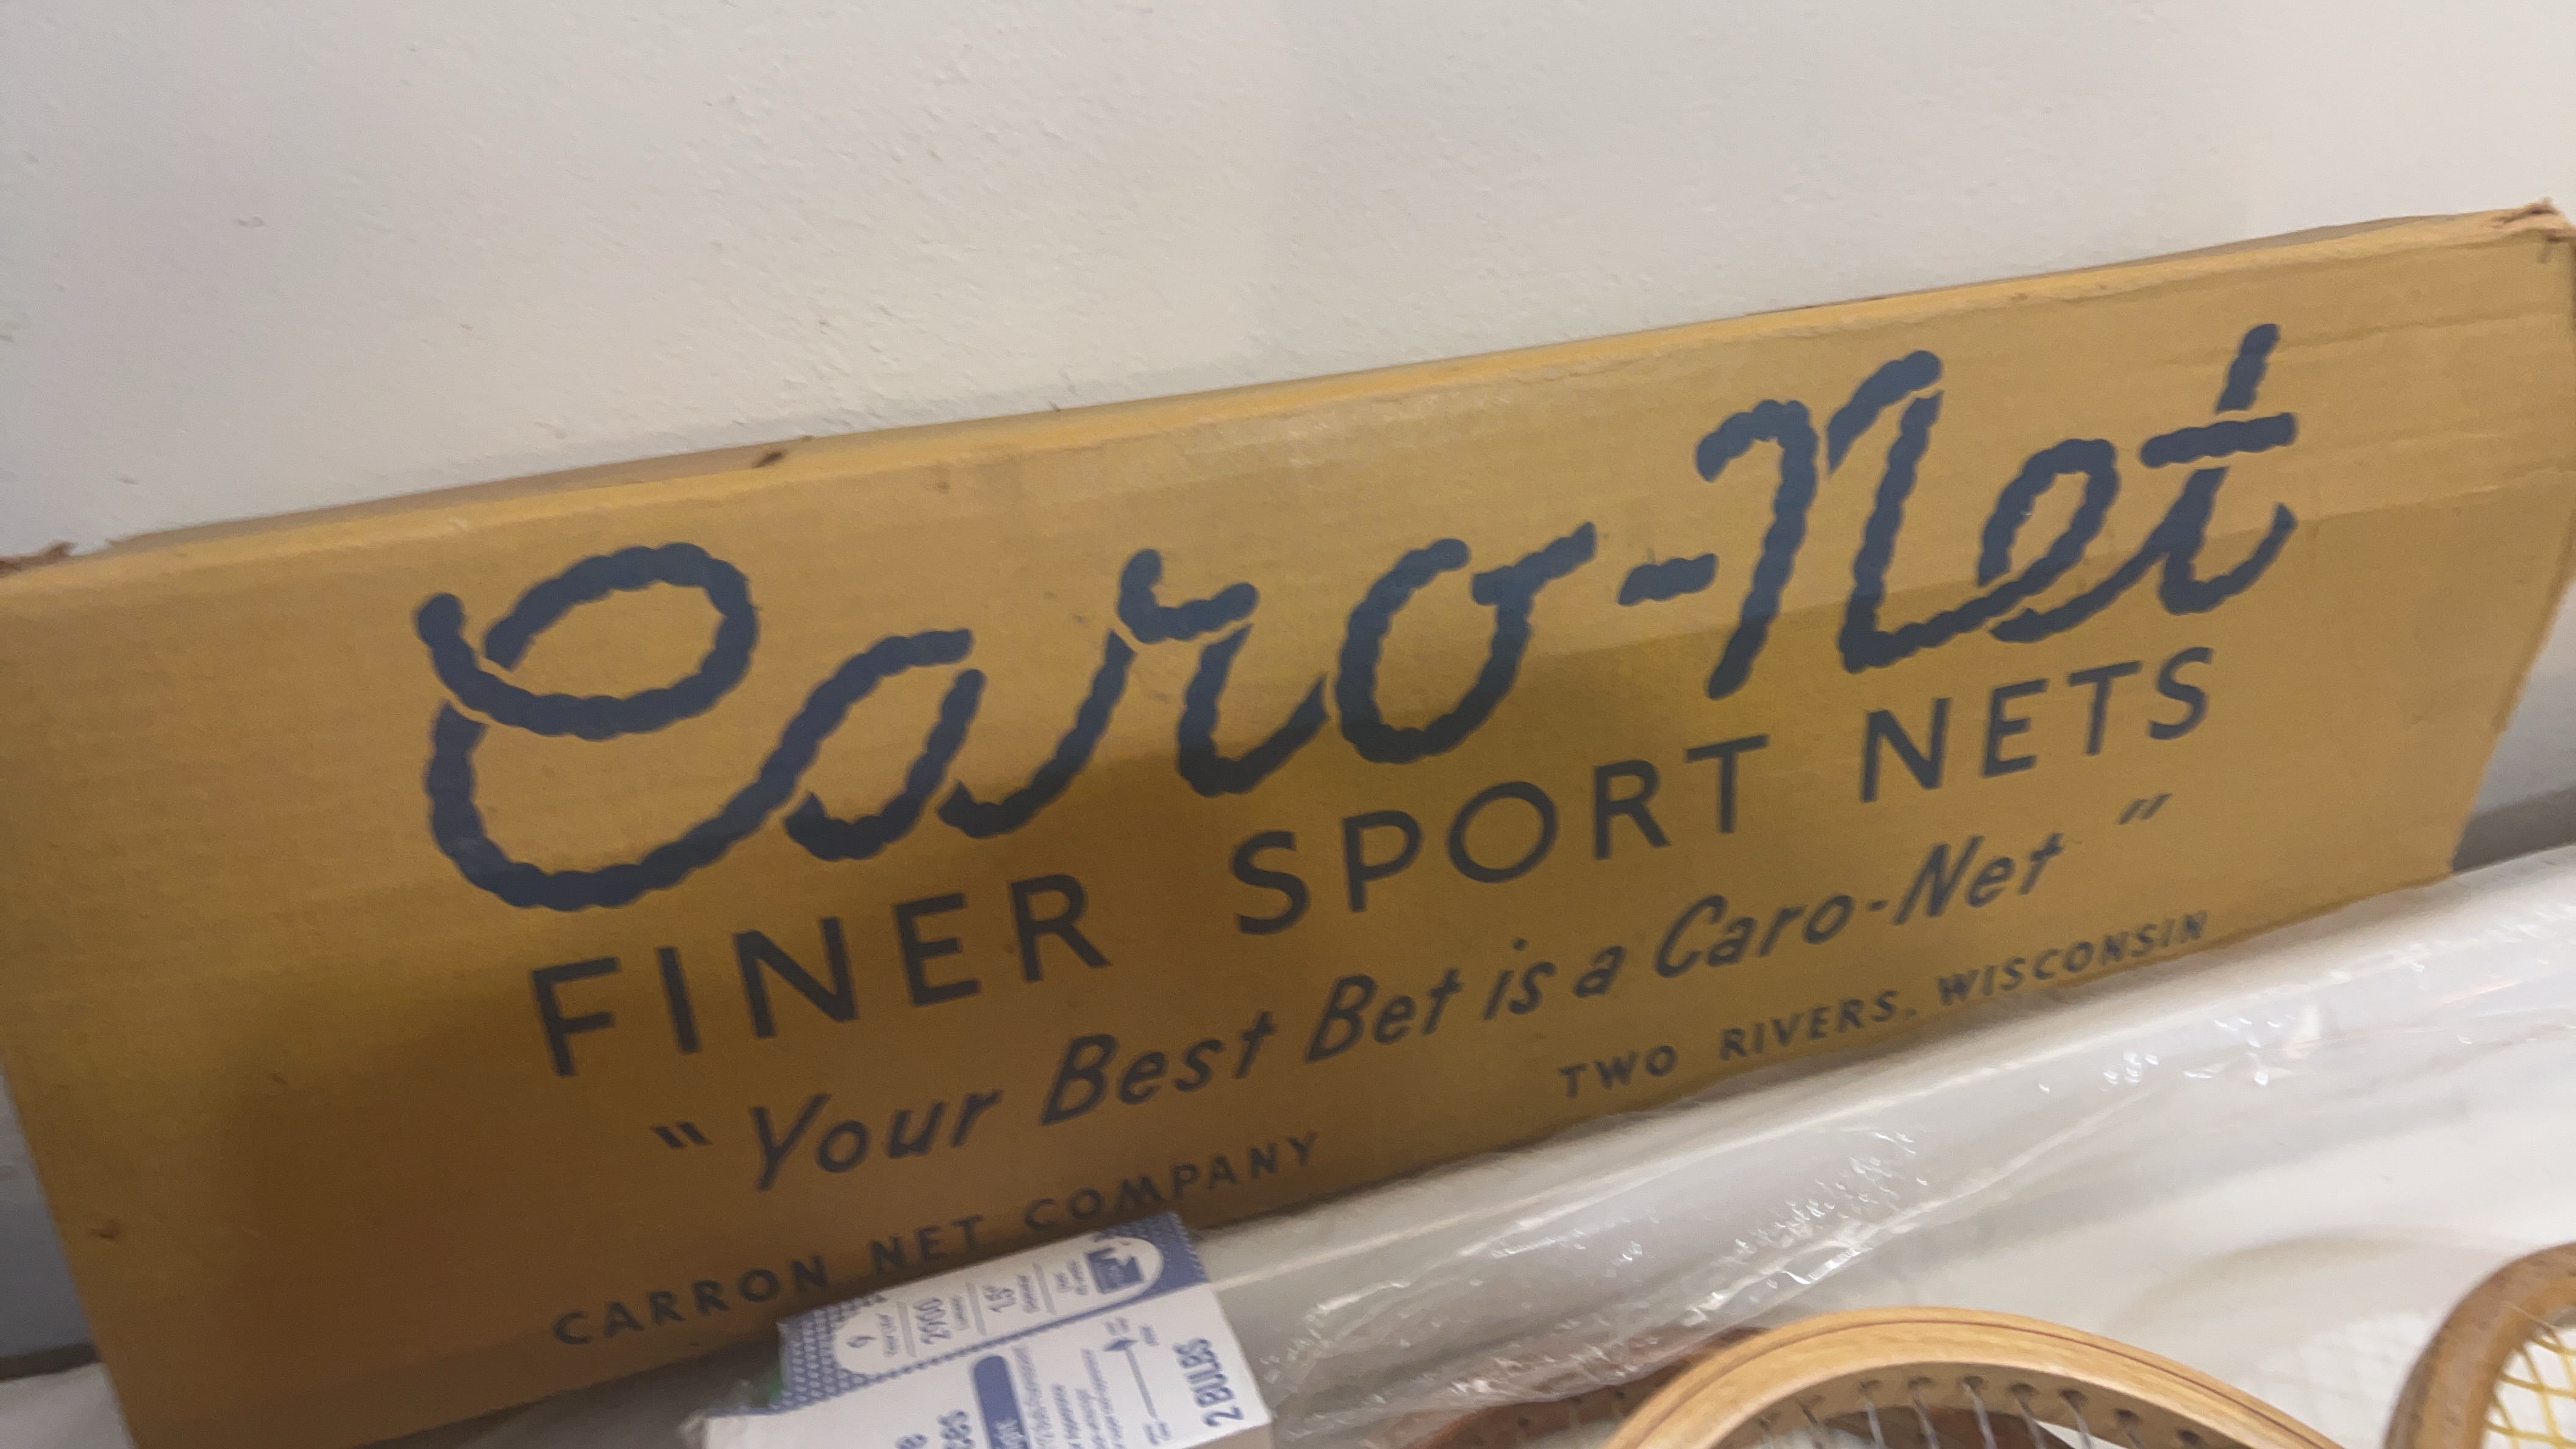 Caro-Net
FINER SPORT NETS
"Your Best Bet is a Caro-Net"
CARRON NET COMPANY TWO RIVERS, WISCONSIN
2 BULBS